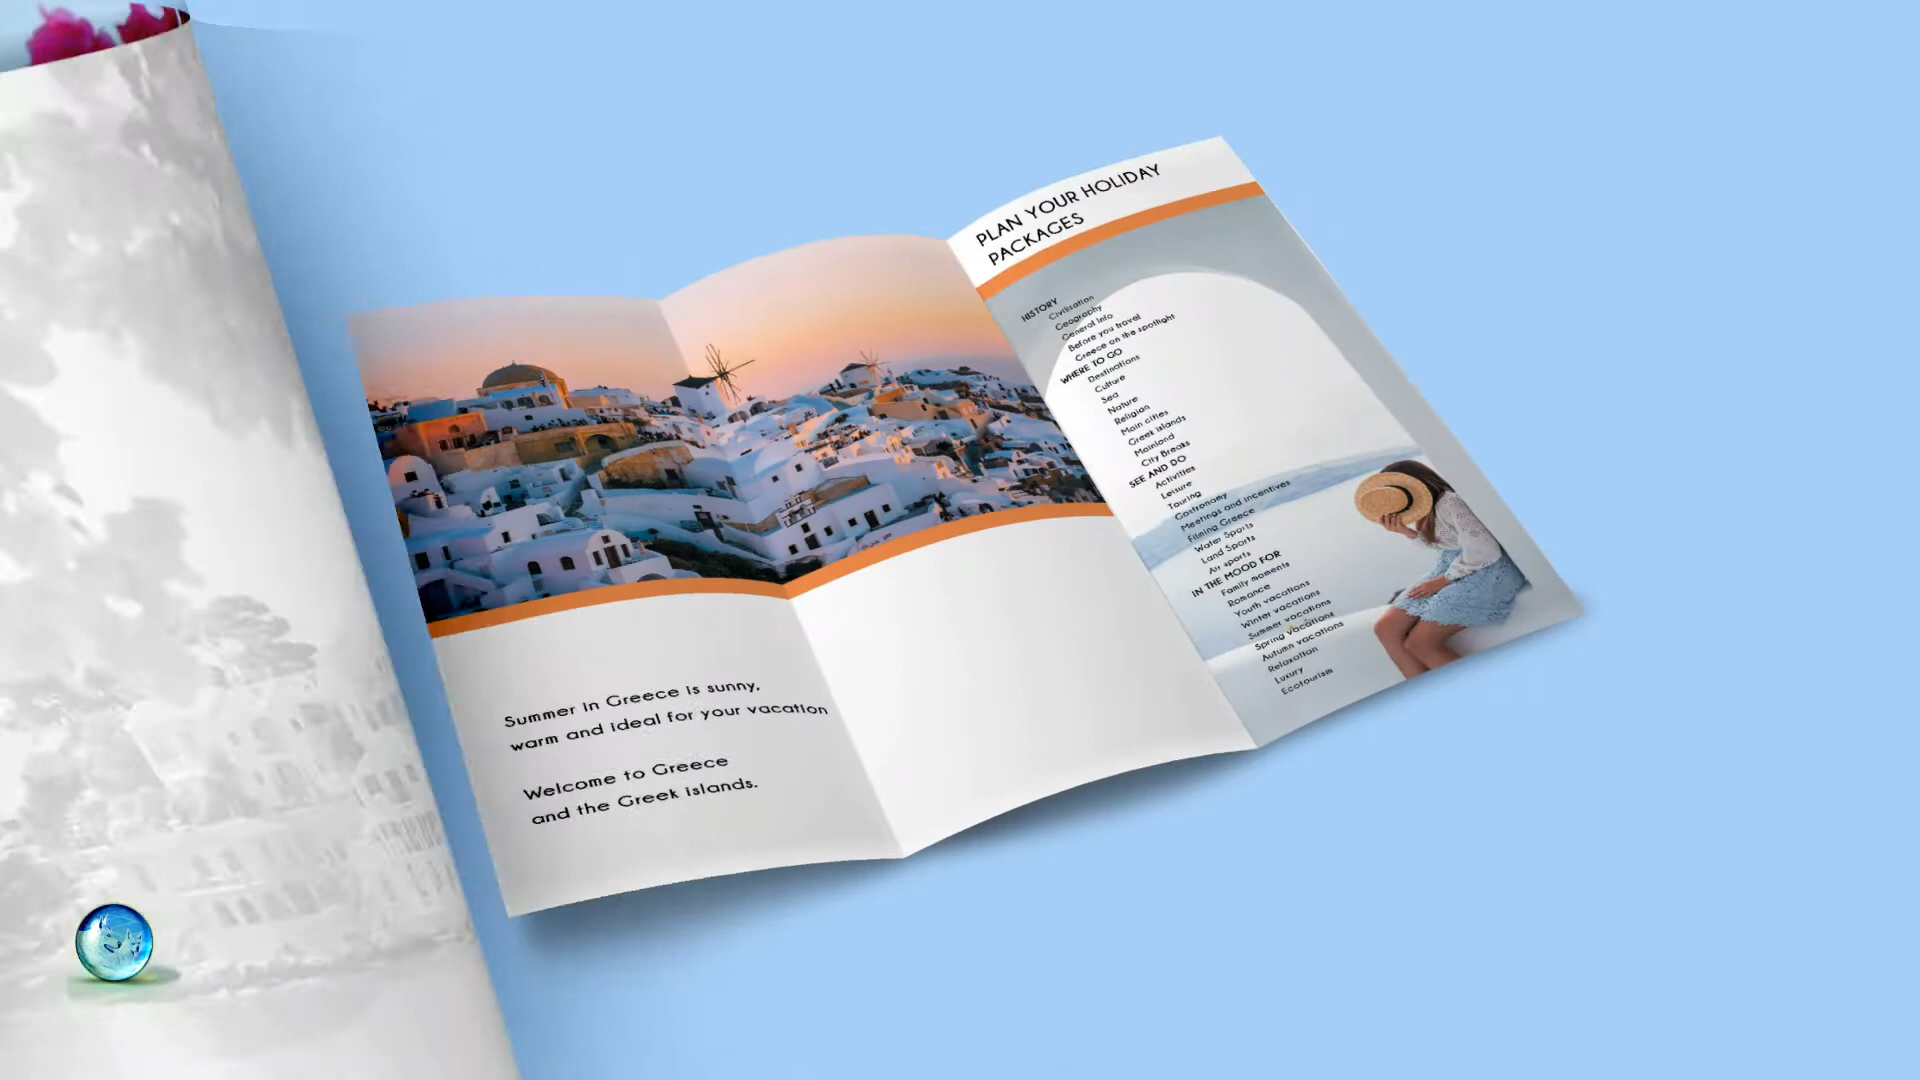 Summer in Greece is sunny,
warm and ideal for your vacation
Welcome to Greece
and the Greek islands.
PLAN YOUR HOLIDAY
PACKAGES
HISTORY
Civilisation
Geography
General Info
Before you travel
Greece on the spotlight
WHERE TO GO
Destinations
Culture
Sea
Nature
Religion
Main cities
Greek islands
Mainland
City Breaks
SEE AND DO
Activities
Leisure
Touring
Gastronomy
Meetings and incentives
Filming Greece
Water Sports
Land Sports
Air sports
IN THE MOOD FOR
Family moments
Romance
Youth vacations
Winter vacations
Summer vacations
Spring vacations
Autumn vacations
Relaxation
Luxury
Ecotourism